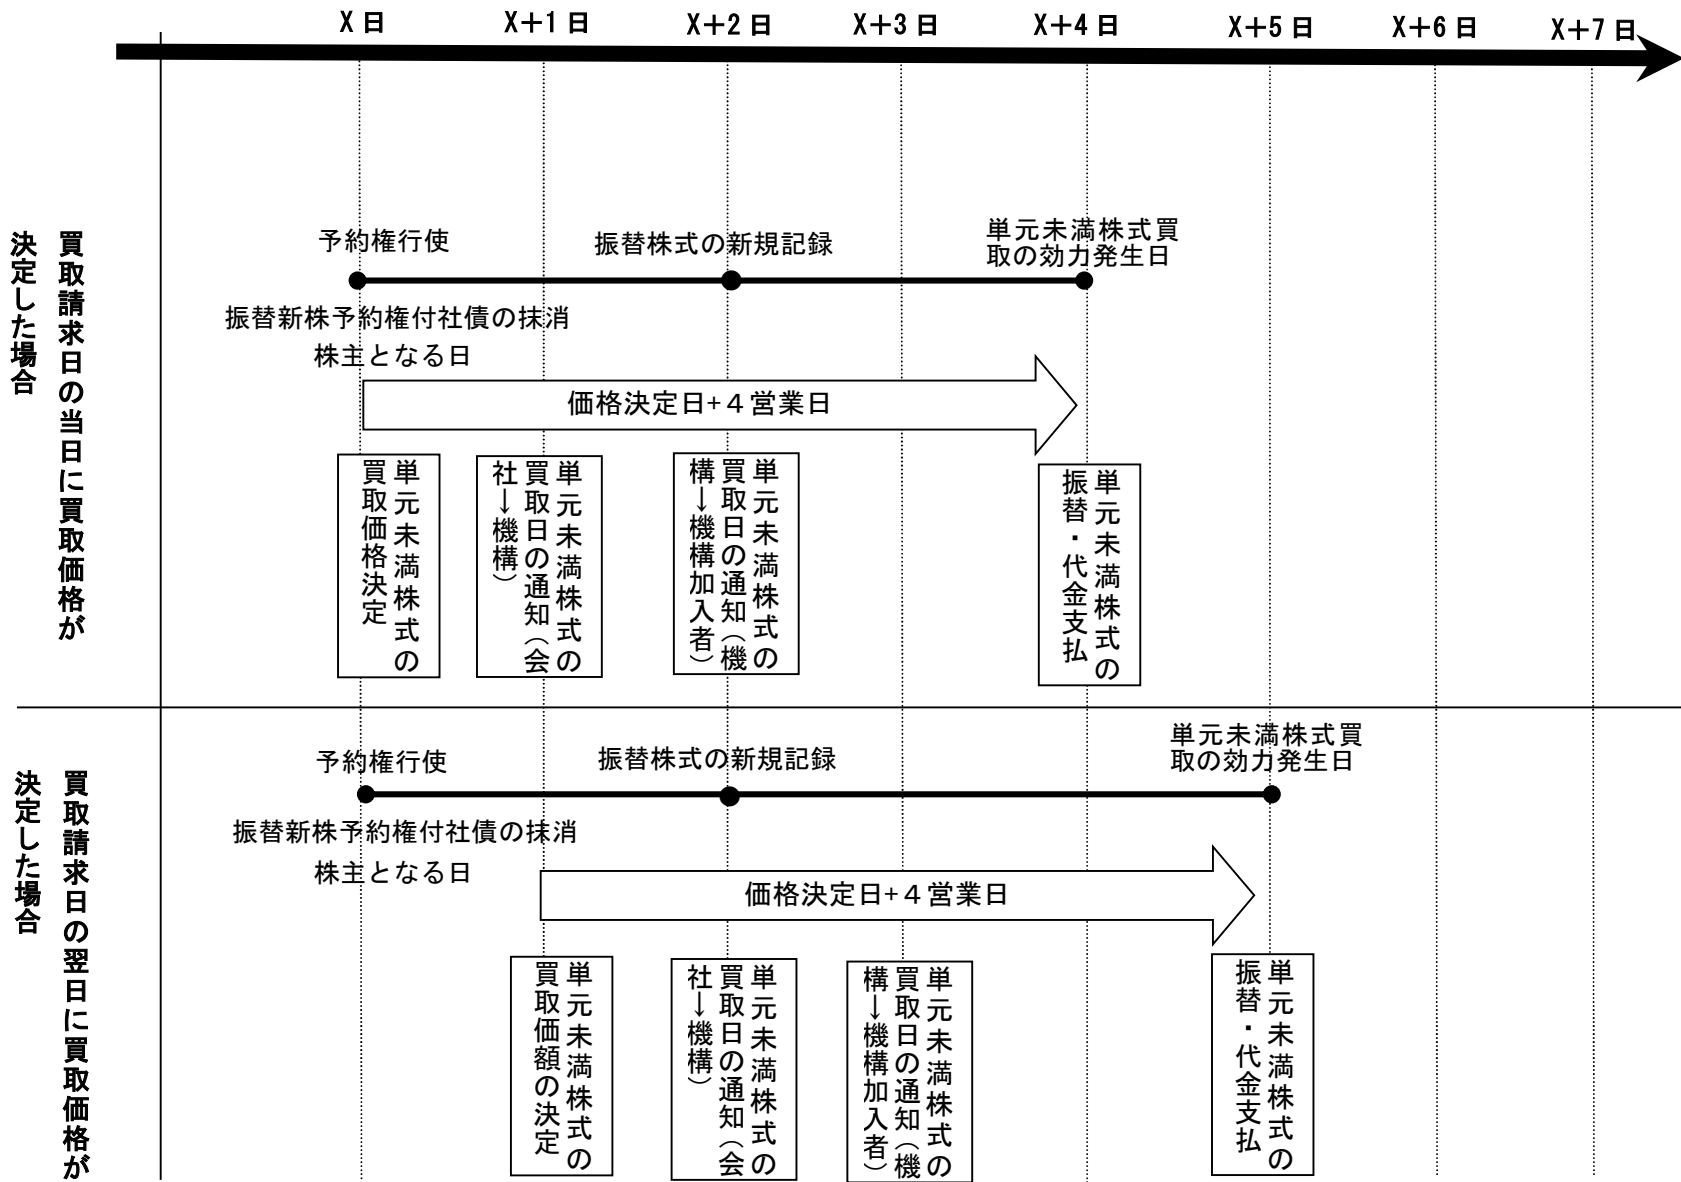 X 日
X＋1 日
X＋2 日
X＋3 日
X＋4 日
X＋5 日
X＋6 日
X＋7 日
買取請求日の当日に買取価格が
決定した場合
予約権行使
振替株式の新規記録
単元未満株式買
取の効力発生日
振替新株予約権付社債の抹消
株主となる日
価格決定日+４営業日
単元未満株式の
買取価格決定
単元未満株式の
買取日の通知（会
社→機構）
単元未満株式の
買取日の通知（機
構→機構加入者）
単元未満株式の
振替・代金支払
買取請求日の翌日に買取価格が
決定した場合
予約権行使
振替株式の新規記録
単元未満株式買
取の効力発生日
振替新株予約権付社債の抹消
株主となる日
価格決定日+４営業日
単元未満株式の
買取価額の決定
単元未満株式の
買取日の通知（会
社→機構）
単元未満株式の
買取日の通知（機
構→機構加入者）
単元未満株式の
振替・代金支払